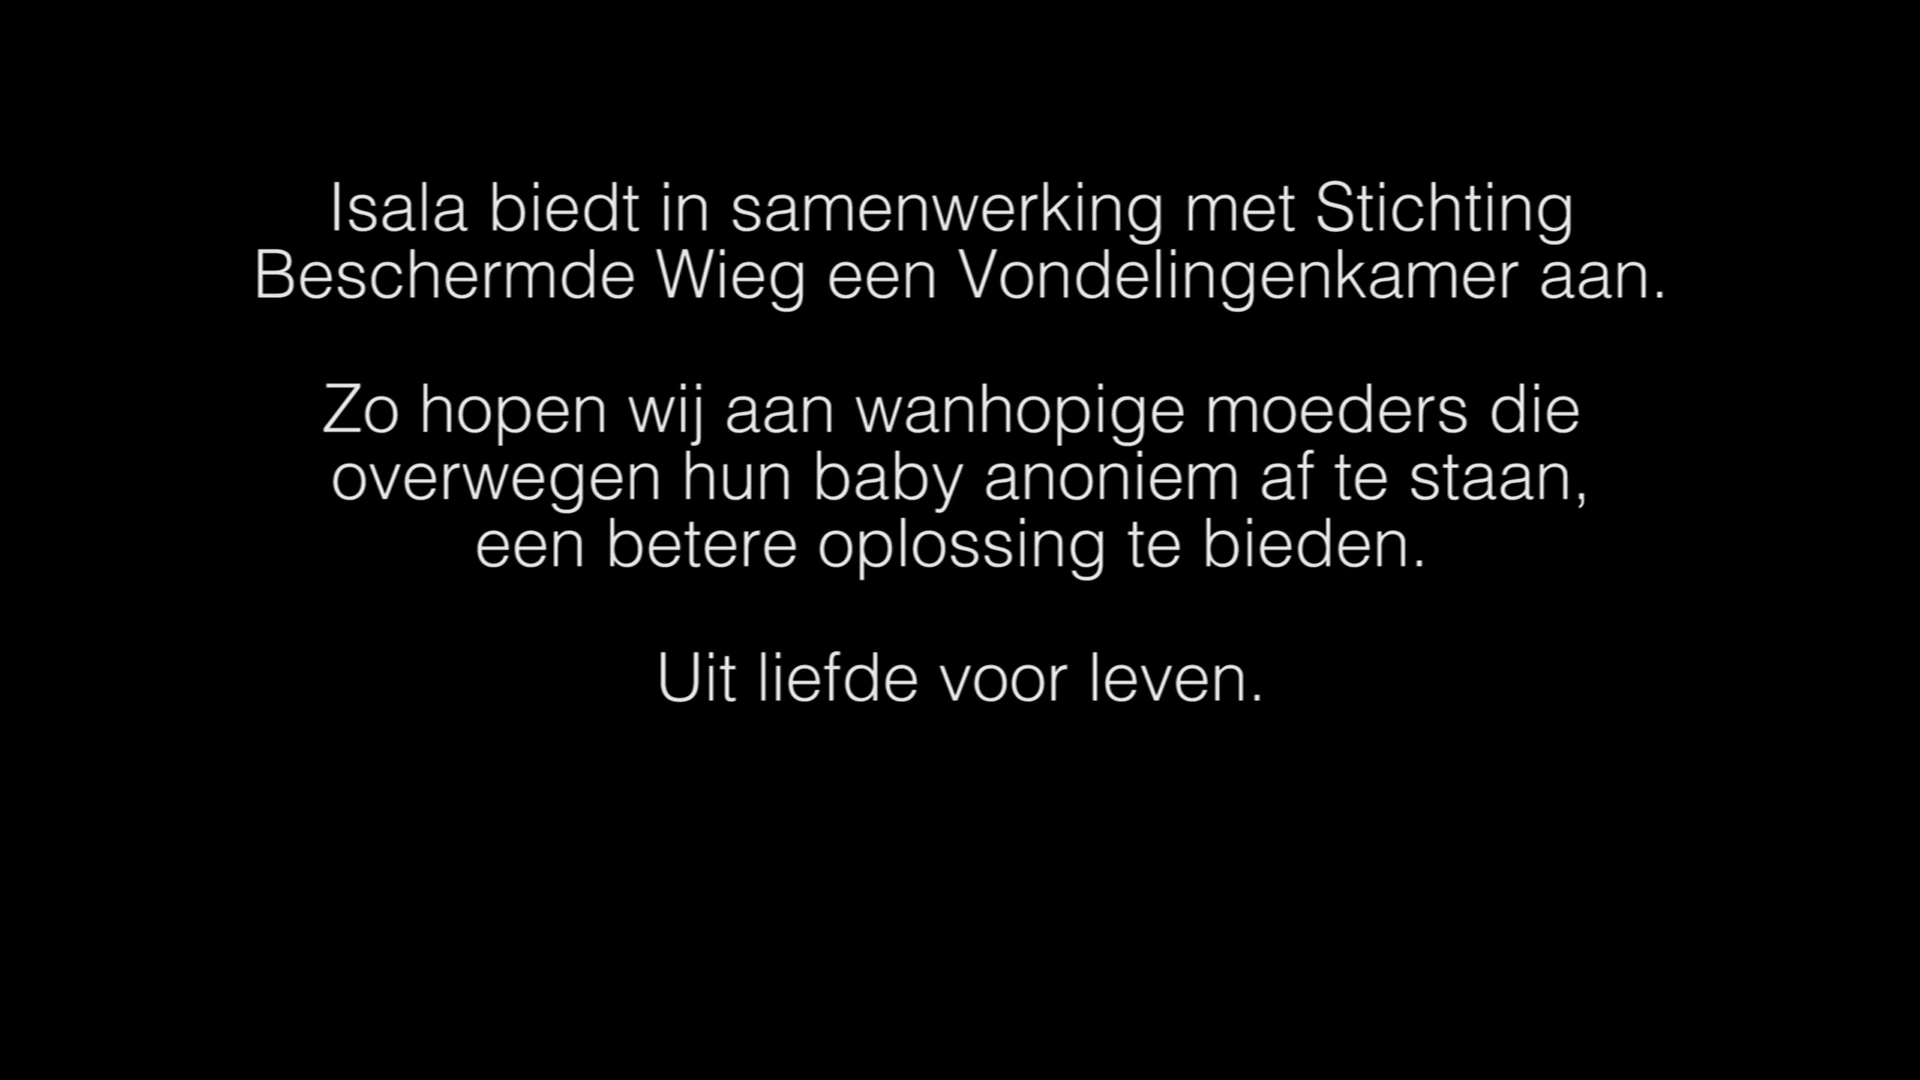 Isala biedt in samenwerking met Stichting
Beschermde Wieg een Vondelingenkamer aan.
Zo hopen wij aan wanhopige moeders die
overwegen hun baby anoniem af te staan,
een betere oplossing te bieden.
Uit liefde voor leven.